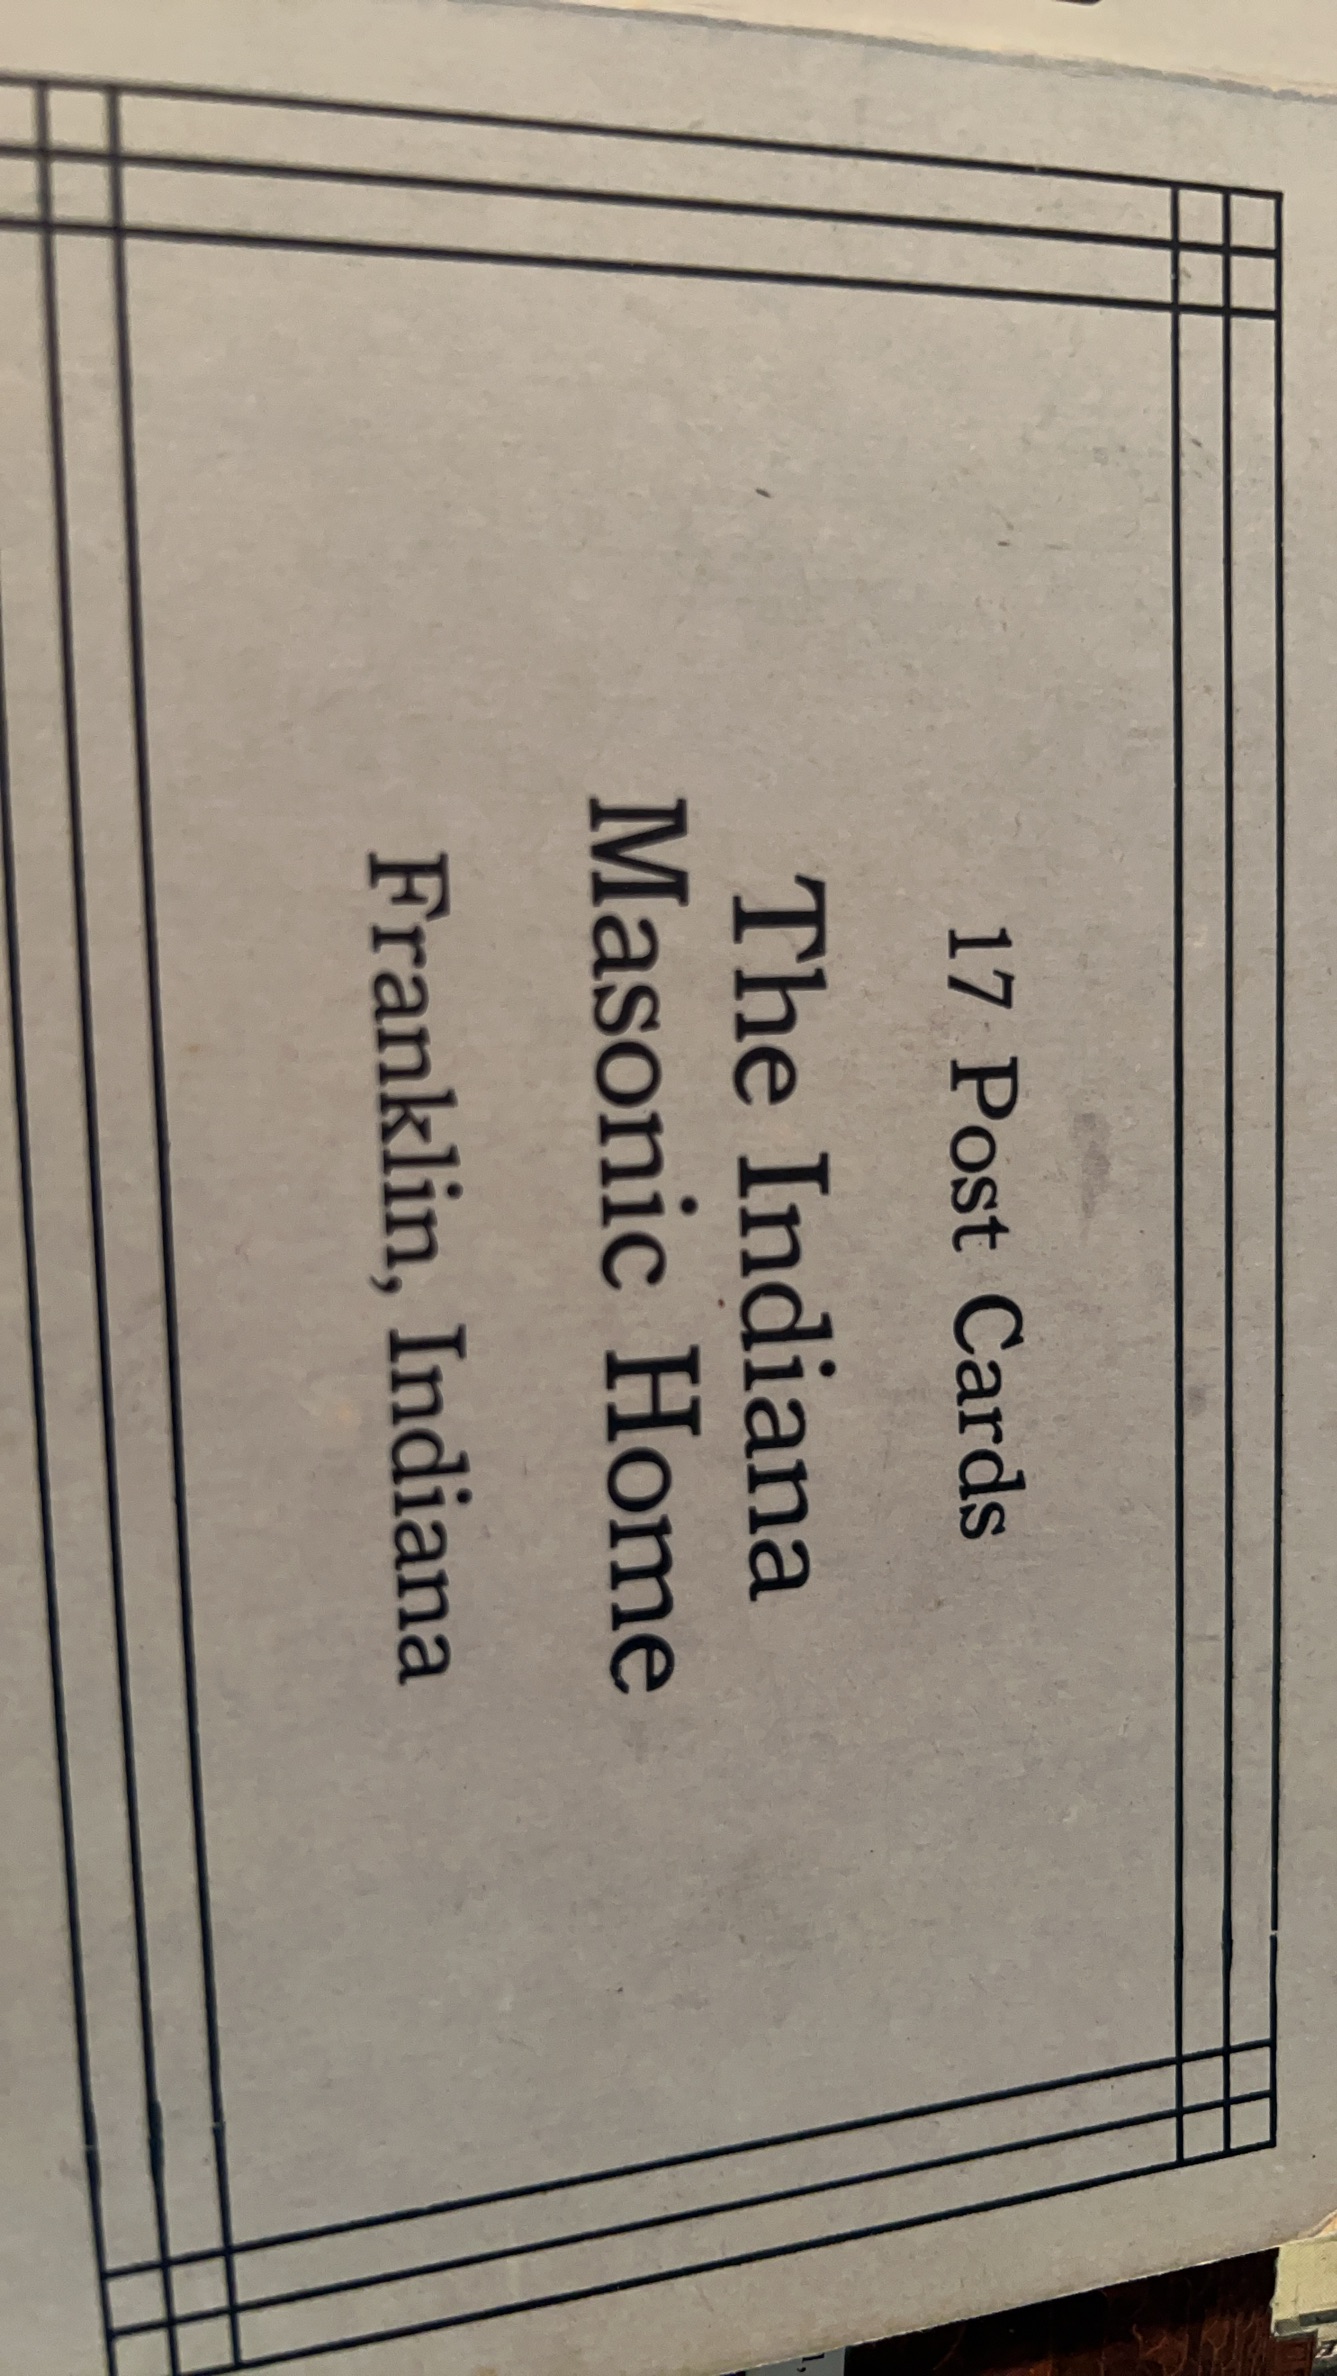 17 Post Cards
The Indiana
Masonic Home
Franklin, Indiana